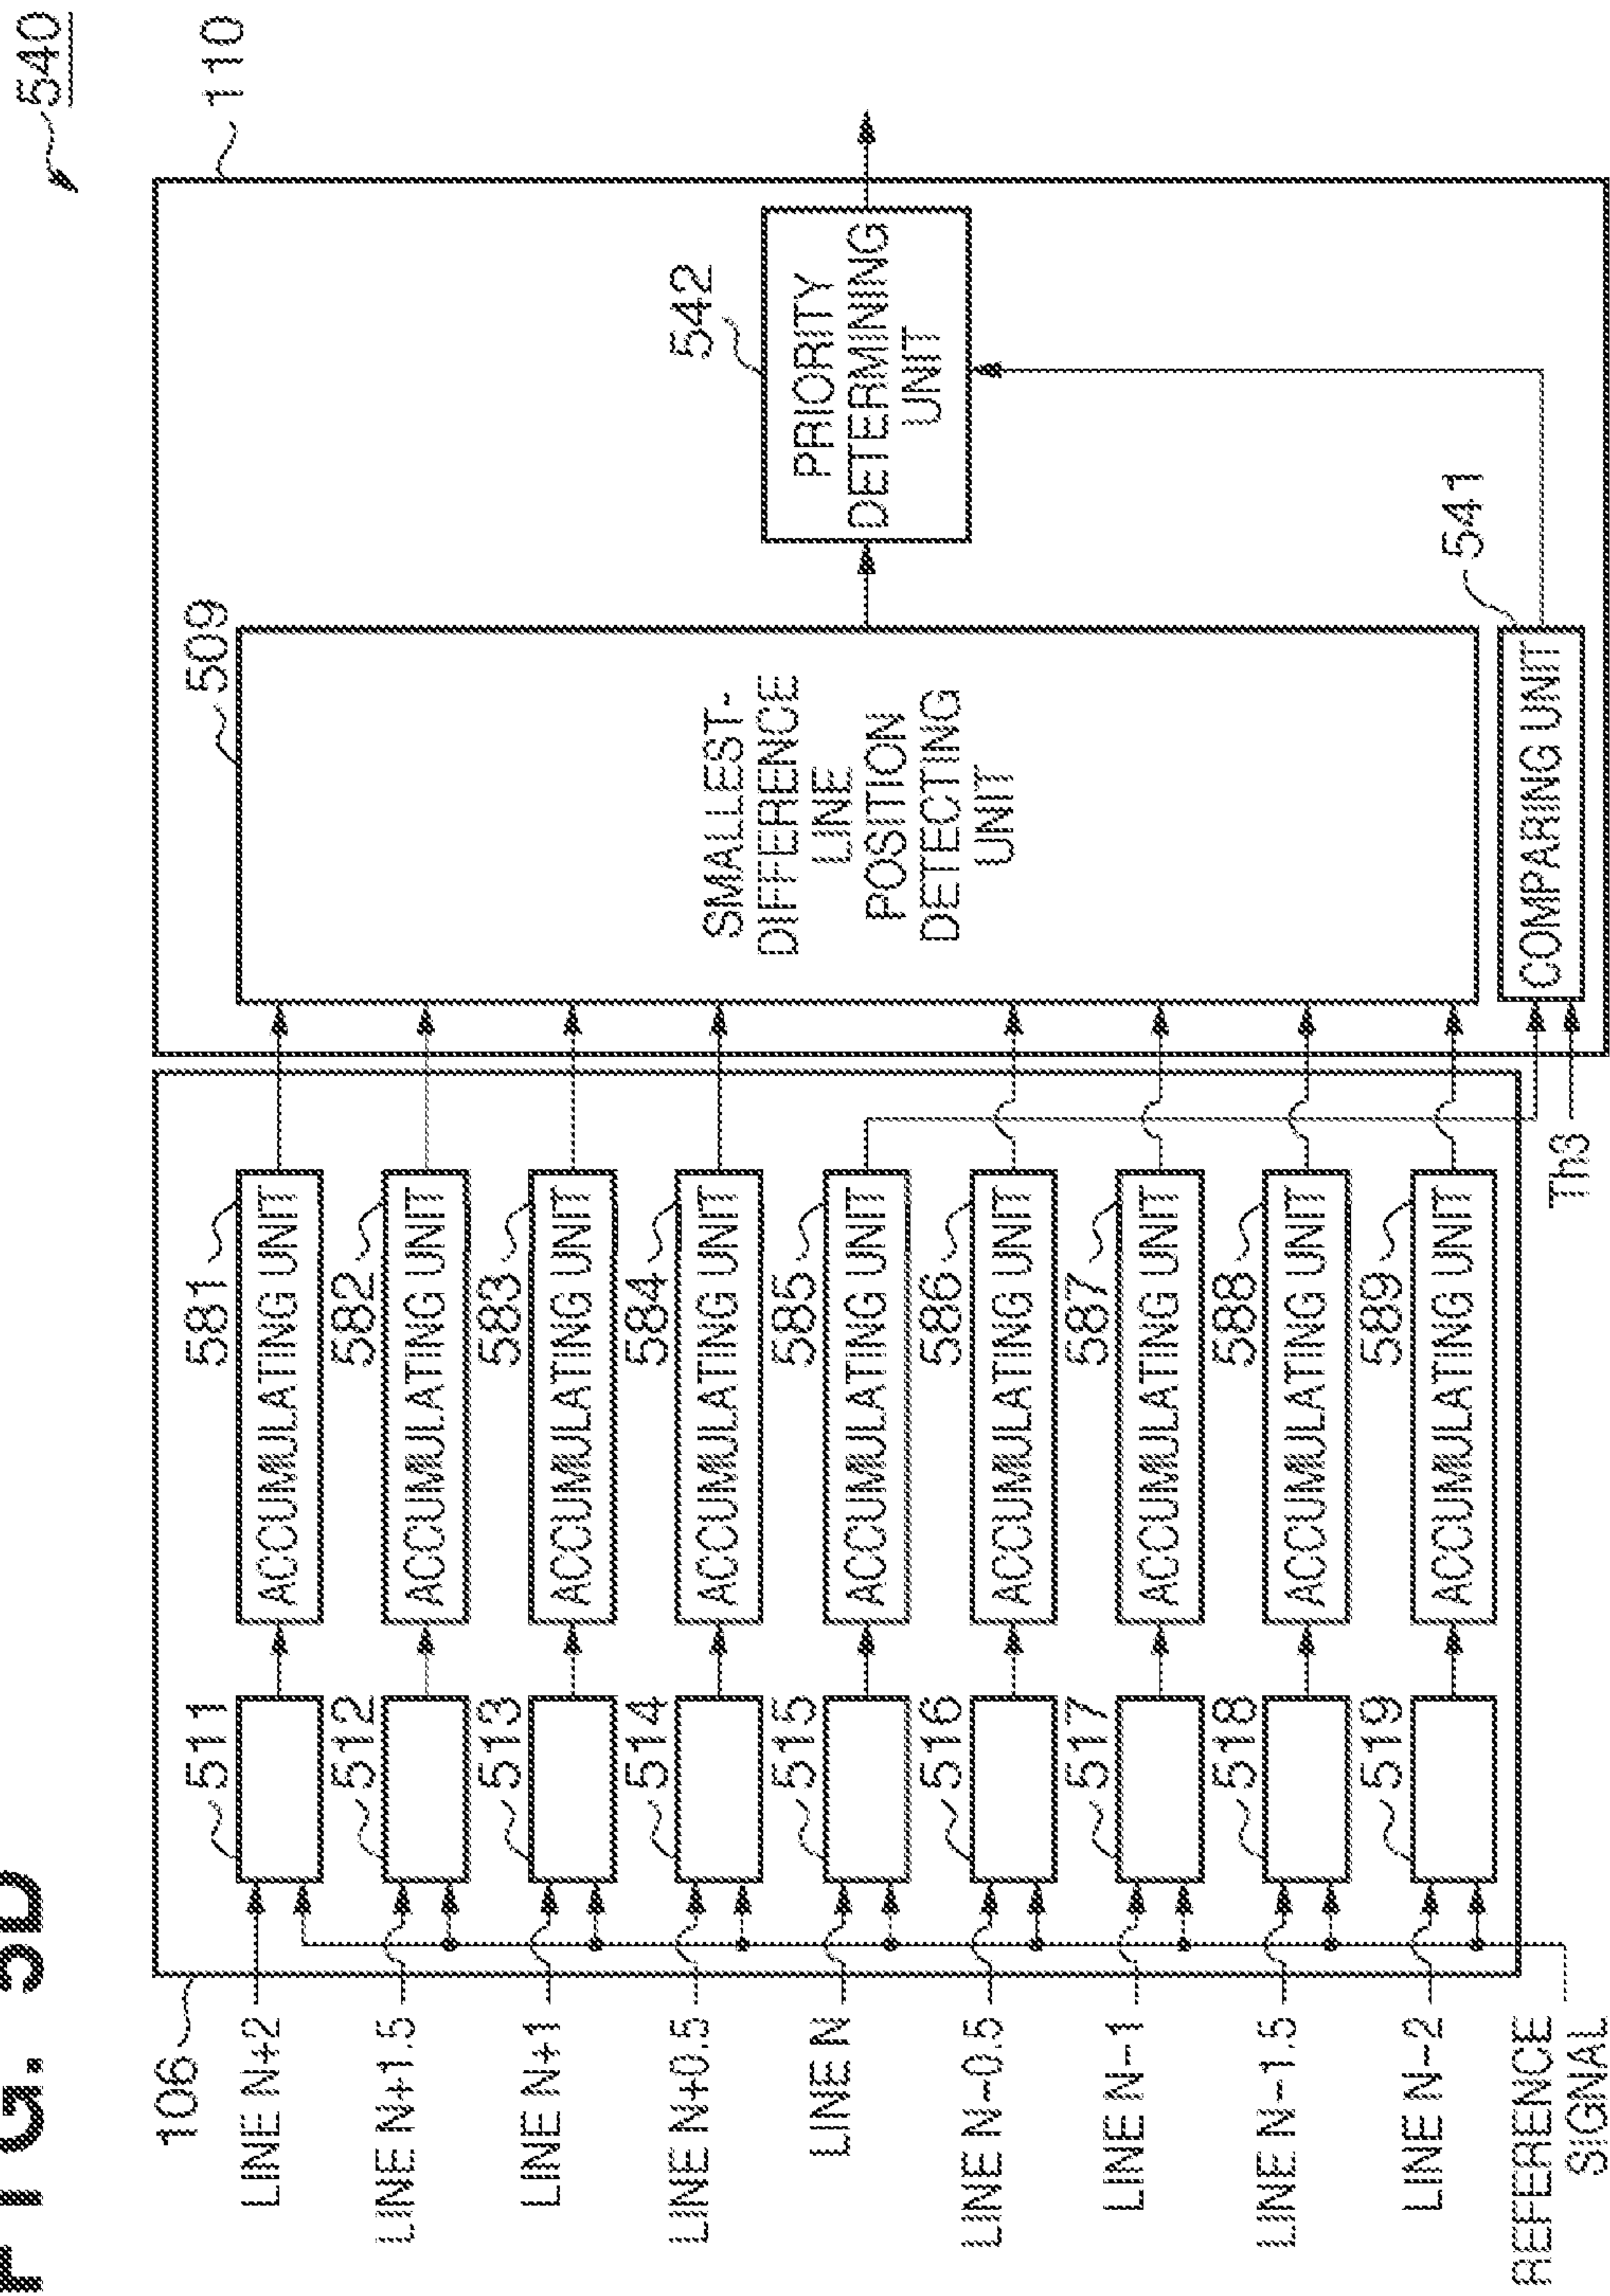 FIG. 5D
540
106
110
LINE N+2
511
581
ACCUMULATING UNIT
LINE N+1.5
512
582
ACCUMULATING UNIT
LINE N+1
513
583
ACCUMULATING UNIT
LINE N+0.5
514
584
ACCUMULATING UNIT
LINE N
515
585
ACCUMULATING UNIT
LINE N-0.5
516
586
ACCUMULATING UNIT
LINE N-1
517
587
ACCUMULATING UNIT
LINE N-1.5
518
588
ACCUMULATING UNIT
LINE N-2
519
589
ACCUMULATING UNIT
REFERENCE
SIGNAL
Th3
509
SMALLEST-
DIFFERENCE
LINE
POSITION
DETECTING
UNIT
541
COMPARING UNIT
542
PRIORITY
DETERMINING
UNIT